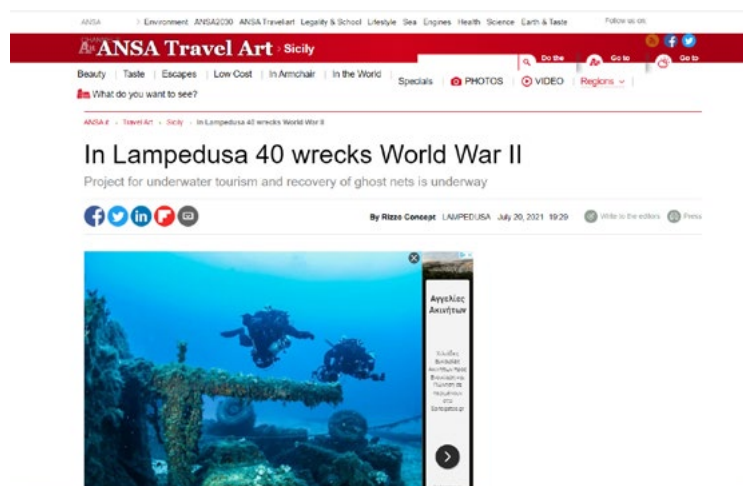 ANSA Environment ANSA2030 ANSA Travelart Legality & School Lifestyle Sea Engines Health Science Earth & Taste Follow us on:
ANSA Travel Art Sicily
Do the Go to Go to
Beauty Taste Escapes Low Cost In Armchair In the World Specials PHOTOS VIDEO Regions
What do you want to see?
ANSA.it Travel Art Sicily In Lampedusa 40 wrecks World War II
In Lampedusa 40 wrecks World War II
Project for underwater tourism and recovery of ghost nets is underway
By Rizzo Concept LAMPEDUSA July 20, 2021 19:29 Write to the editors Press
Αγγελίες
Ακινήτων